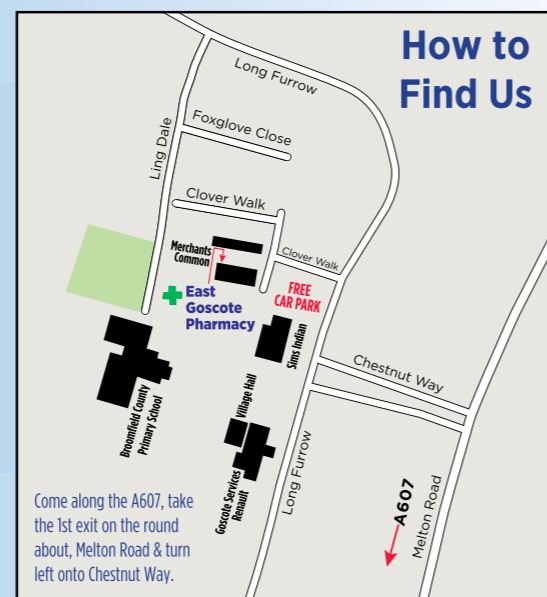 How to
Find Us
Long Furrow
Foxglove Close
Ling Dale
Clover Walk
Clover Walk
Merchants
Common
East
Goscote
Pharmacy
FREE
CAR PARK
Sims Indian
Chestnut Way
Broomfield County
Primary School
Village Hall
Goscote Services
Renault
Long Furrow
A607
Melton Road
Come along the A607, take
the 1st exit on the round
about, Melton Road & turn
left onto Chestnut Way.